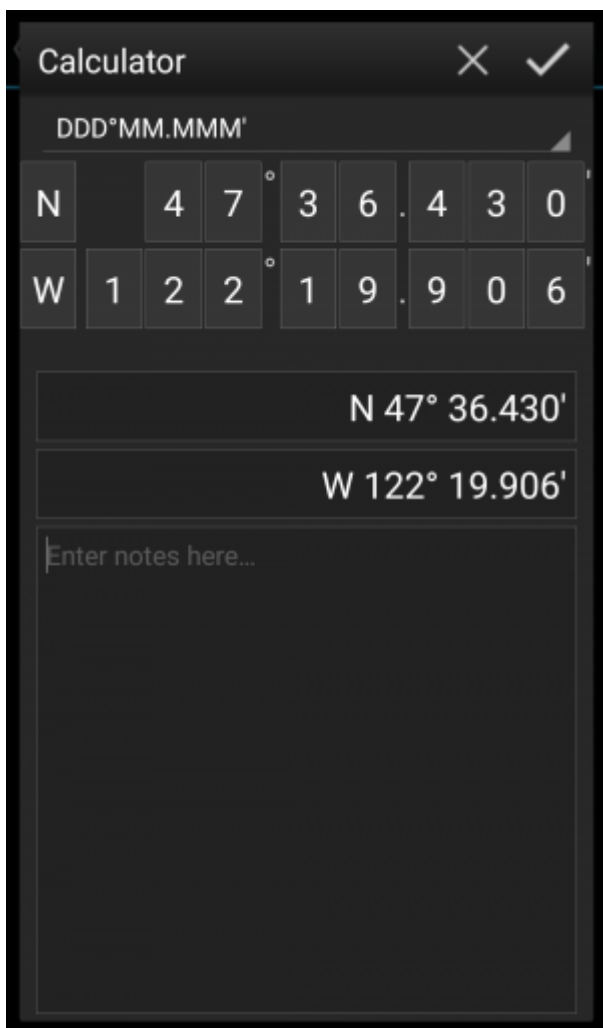 Calculator
DDD°MM.MMM'
N 4 7 ° 3 6 . 4 3 0 '
W 1 2 2 ° 1 9 . 9 0 6 '
N 47° 36.430'
W 122° 19.906'
Enter notes here...